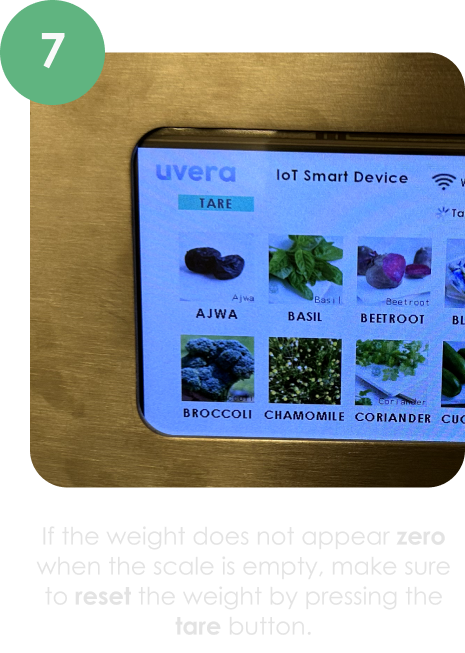 7
uvera
IoT Smart Device
W
TARE
Ta
Ajwa
Basil
Beetroot
AJWA
BASIL
BEETROOT
BL
Coriander
BROCCOLI
CHAMOMILE
CORIANDER
CUC
If the weight does not appear zero
when the scale is empty, make sure
to reset the weight by pressing the
tare button.